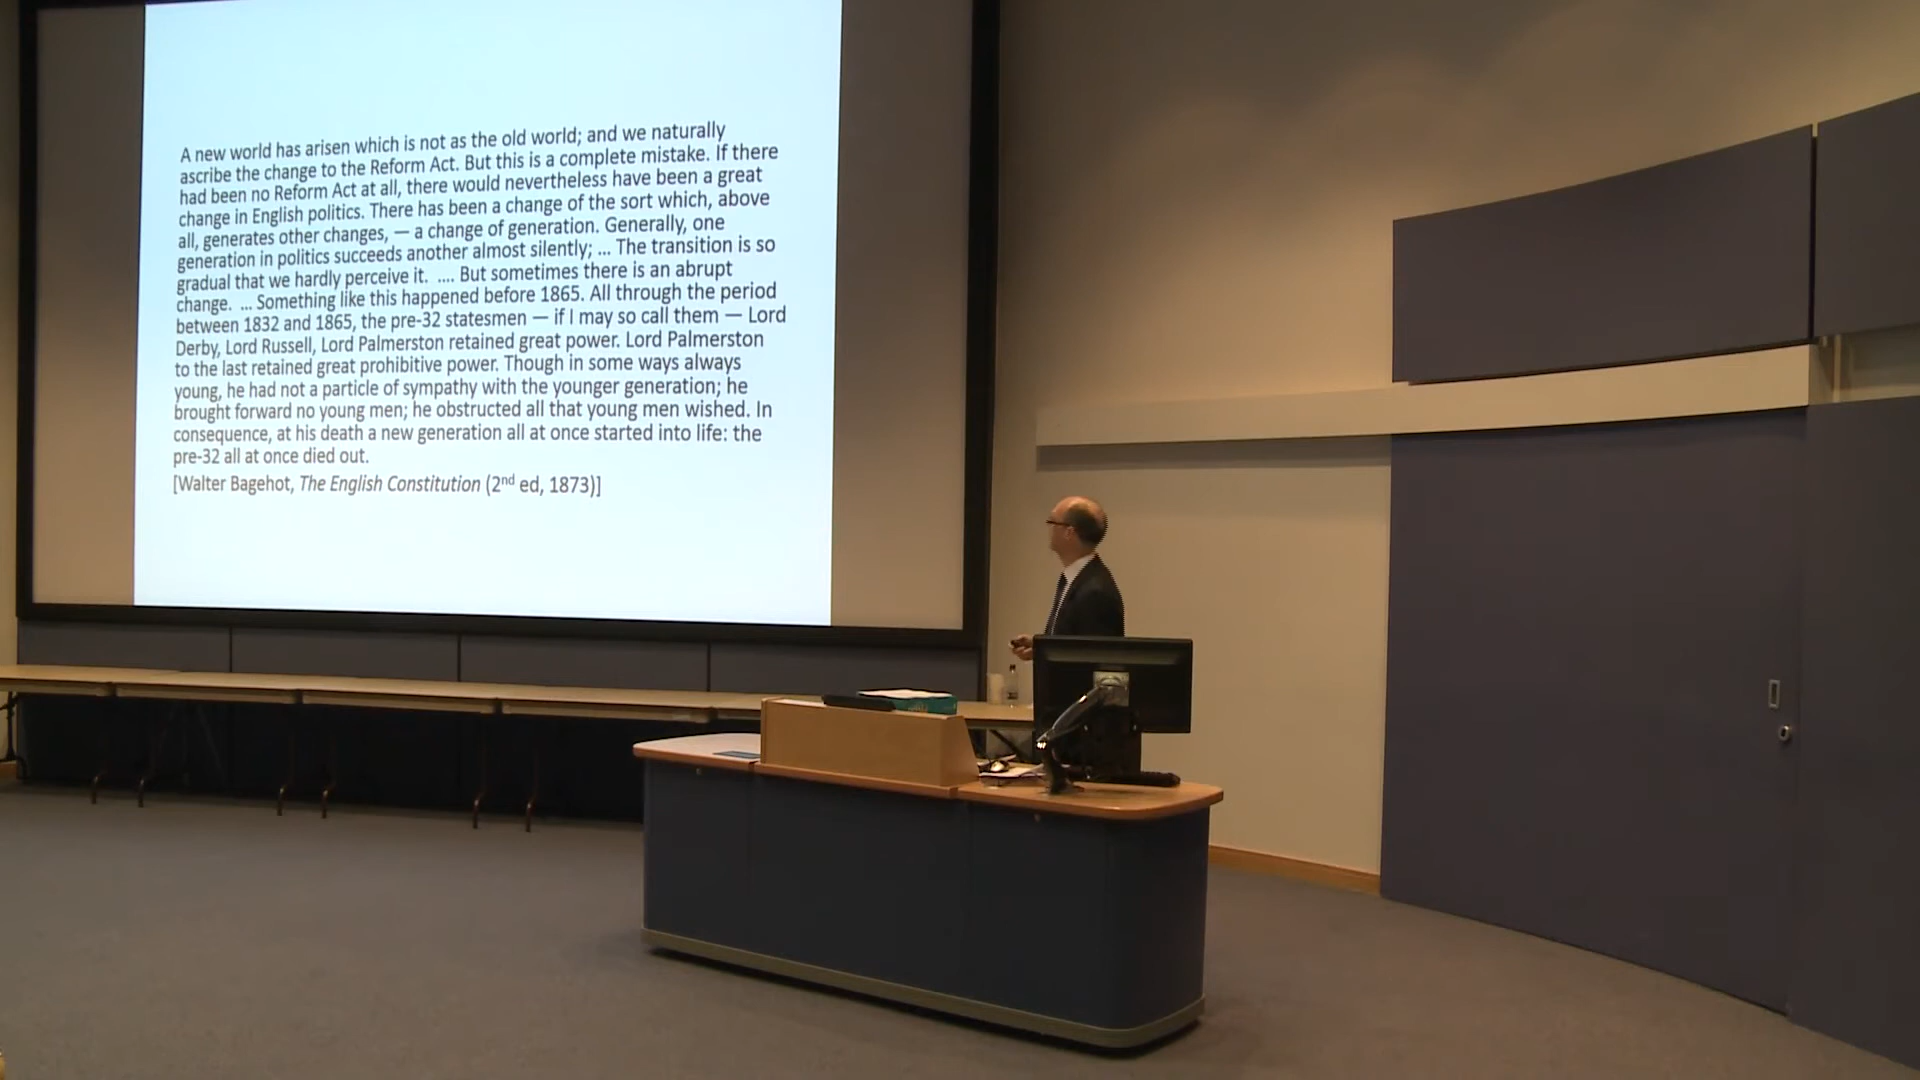 A new world has arisen which is not as the old world; and we naturally
ascribe the change to the Reform Act. But this is a complete mistake. If there
had been no Reform Act at all, there would nevertheless have been a great
change in English politics. There has been a change of the sort which, above
all, generates other changes, — a change of generation. Generally, one
generation in politics succeeds another almost silently; ... The transition is so
gradual that we hardly perceive it. .... But sometimes there is an abrupt
change. ... Something like this happened before 1865. All through the period
between 1832 and 1865, the pre-32 statesmen — if I may so call them — Lord
Derby, Lord Russell, Lord Palmerston retained great power. Lord Palmerston
to the last retained great prohibitive power. Though in some ways always
young, he had not a particle of sympathy with the younger generation; he
brought forward no young men; he obstructed all that young men wished. In
consequence, at his death a new generation all at once started into life: the
pre-32 all at once died out.
[Walter Bagehot, The English Constitution (2nd ed, 1873)]